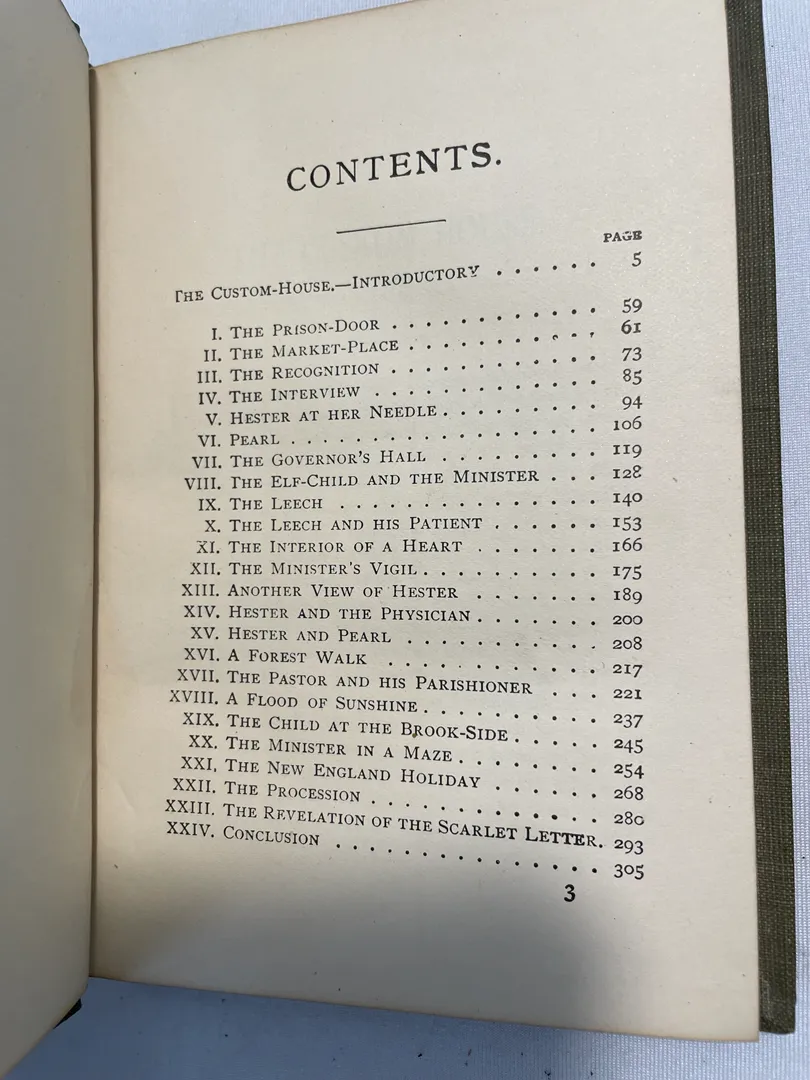 CONTENTS.
PAGE
THE CUSTOM-HOUSE.—INTRODUCTORY . . . . . . 5
I. THE PRISON-DOOR . . . . . . . . . . . 59
II. THE MARKET-PLACE . . . . . . . . . . 61
III. THE RECOGNITION . . . . . . . . . . . 73
IV. THE INTERVIEW . . . . . . . . . . . . 85
V. HESTER AT HER NEEDLE . . . . . . . . . 94
VI. PEARL . . . . . . . . . . . . . . . . 106
VII. THE GOVERNOR'S HALL . . . . . . . . . 119
VIII. THE ELF-CHILD AND THE MINISTER . . . 128
IX. THE LEECH . . . . . . . . . . . . . . 140
X. THE LEECH AND HIS PATIENT . . . . . . 153
XI. THE INTERIOR OF A HEART . . . . . . . 166
XII. THE MINISTER'S VIGIL . . . . . . . . . 175
XIII. ANOTHER VIEW OF HESTER . . . . . . . 189
XIV. HESTER AND THE PHYSICIAN . . . . . . . 200
XV. HESTER AND PEARL . . . . . . . . . . 208
XVI. A FOREST WALK . . . . . . . . . . . 217
XVII. THE PASTOR AND HIS PARISHIONER . . . 221
XVIII. A FLOOD OF SUNSHINE . . . . . . . . . 237
XIX. THE CHILD AT THE BROOK-SIDE . . . . . 245
XX. THE MINISTER IN A MAZE . . . . . . . . 254
XXI. THE NEW ENGLAND HOLIDAY . . . . . . 268
XXII. THE PROCESSION . . . . . . . . . . . 280
XXIII. THE REVELATION OF THE SCARLET LETTER. 293
XXIV. CONCLUSION . . . . . . . . . . . . . 305
3